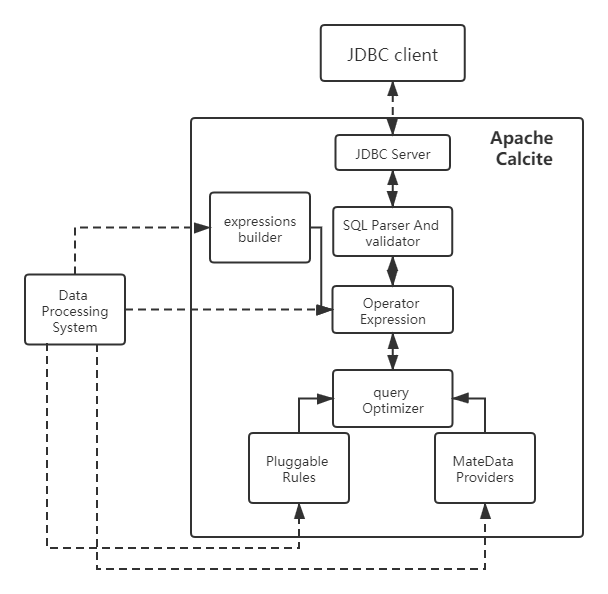 JDBC client
Apache
Calcite
JDBC Server
expressions
builder
SQL Parser And
validator
Data
Processing
System
Operator
Expression
query
Optimizer
Pluggable
Rules
MateData
Providers